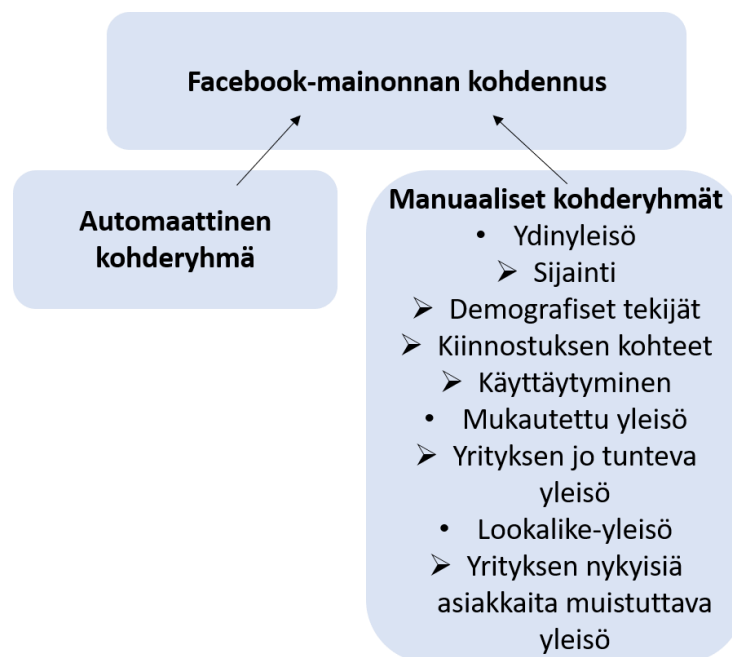 Facebook-mainonnan kohdennus
Automaattinen
kohderyhmä
Manuaaliset kohderyhmät
• Ydinyleisö
➢ Sijainti
➢ Demografiset tekijät
➢ Kiinnostuksen kohteet
➢ Käyttäytyminen
• Mukautettu yleisö
➢ Yrityksen jo tunteva
yleisö
• Lookalike-yleisö
➢ Yrityksen nykyisiä
asiakkaita muistuttava
yleisö